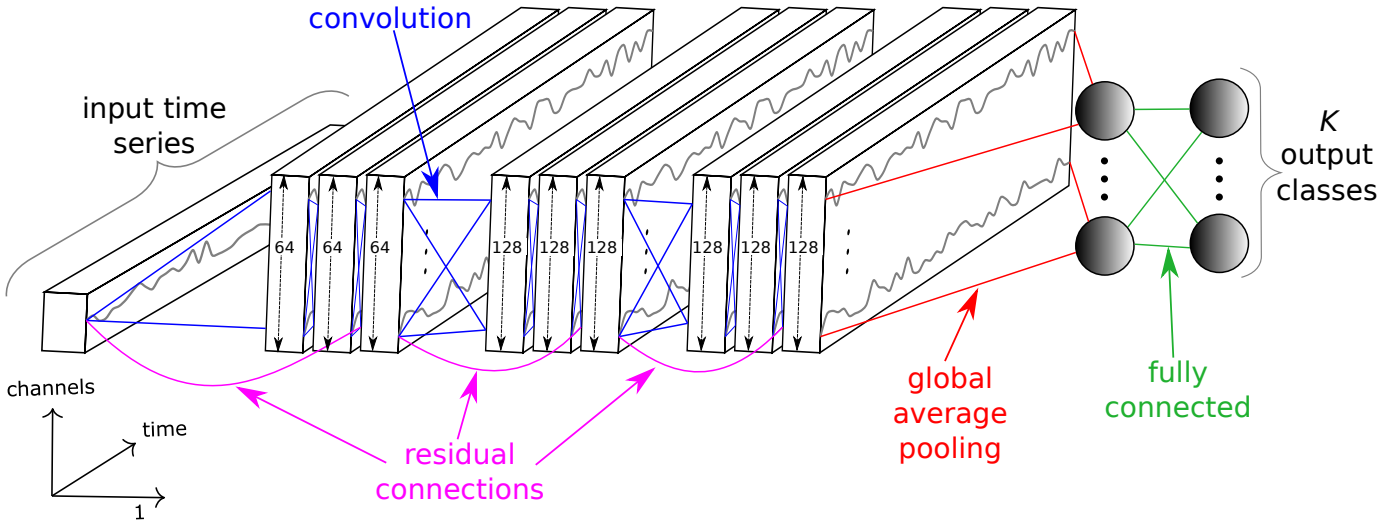 convolution
input time
series
64
64
64
128
128
128
128
128
128
K
output
classes
channels
time
1
residual
connections
global
average
pooling
fully
connected